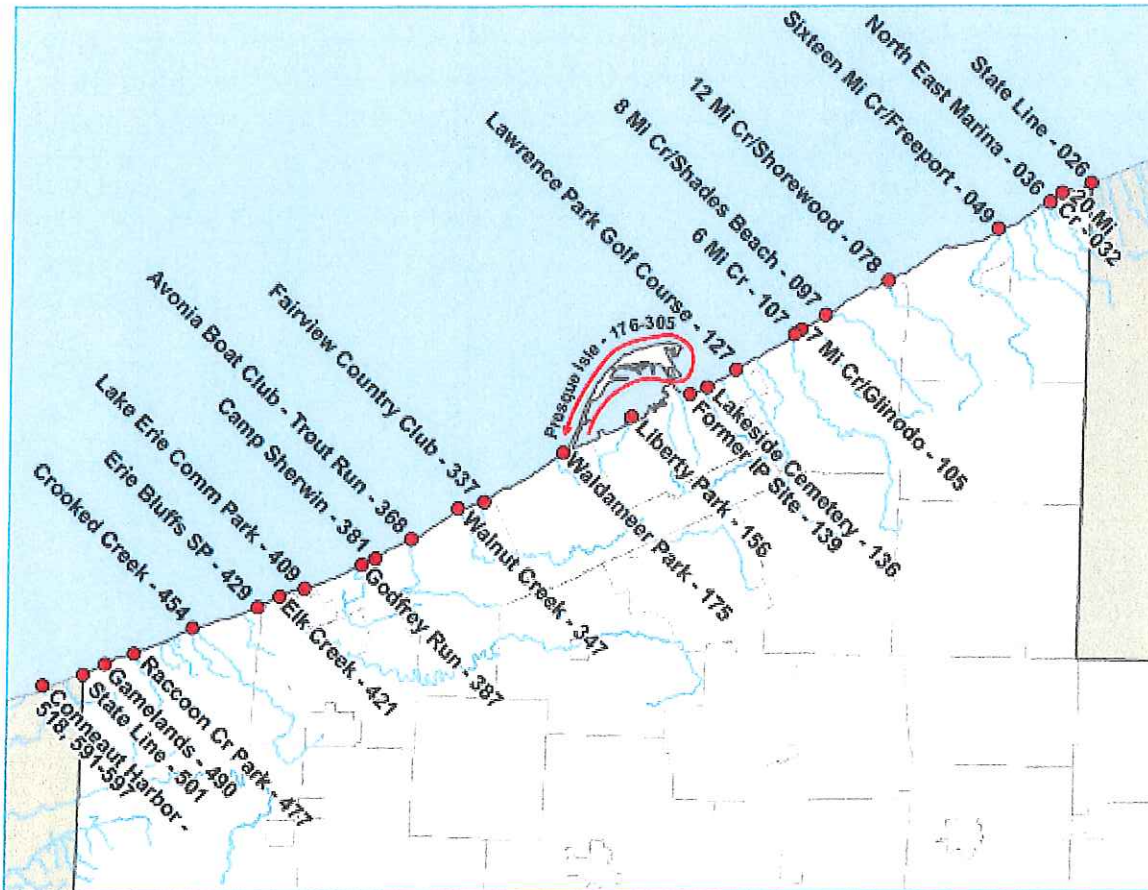 State Line - 026
20 Mi
Cr - 032
North East Marina - 036
Sixteen Mi Cr/Freeport - 049
12 Mi Cr/Shorewood - 078
8 Mi Cr/Shades Beach - 097
7 Mi Cr/Glinodo - 105
6 Mi Cr - 107
Lawrence Park Golf Course - 127
Lakeside Cemetery - 136
Former IP Site - 139
Liberty Park - 156
Waldameer Park - 175
Presque Isle - 176-305
Fairview Country Club - 337
Walnut Creek - 347
Avonia Boat Club - Trout Run - 368
Camp Sherwin - 381
Godfrey Run - 387
Lake Erie Comm Park - 409
Elk Creek - 421
Erie Bluffs SP - 429
Crooked Creek - 454
Raccoon Cr Park - 477
Gamelands - 490
State Line - 501
Conneaut Harbor -
518, 591-597